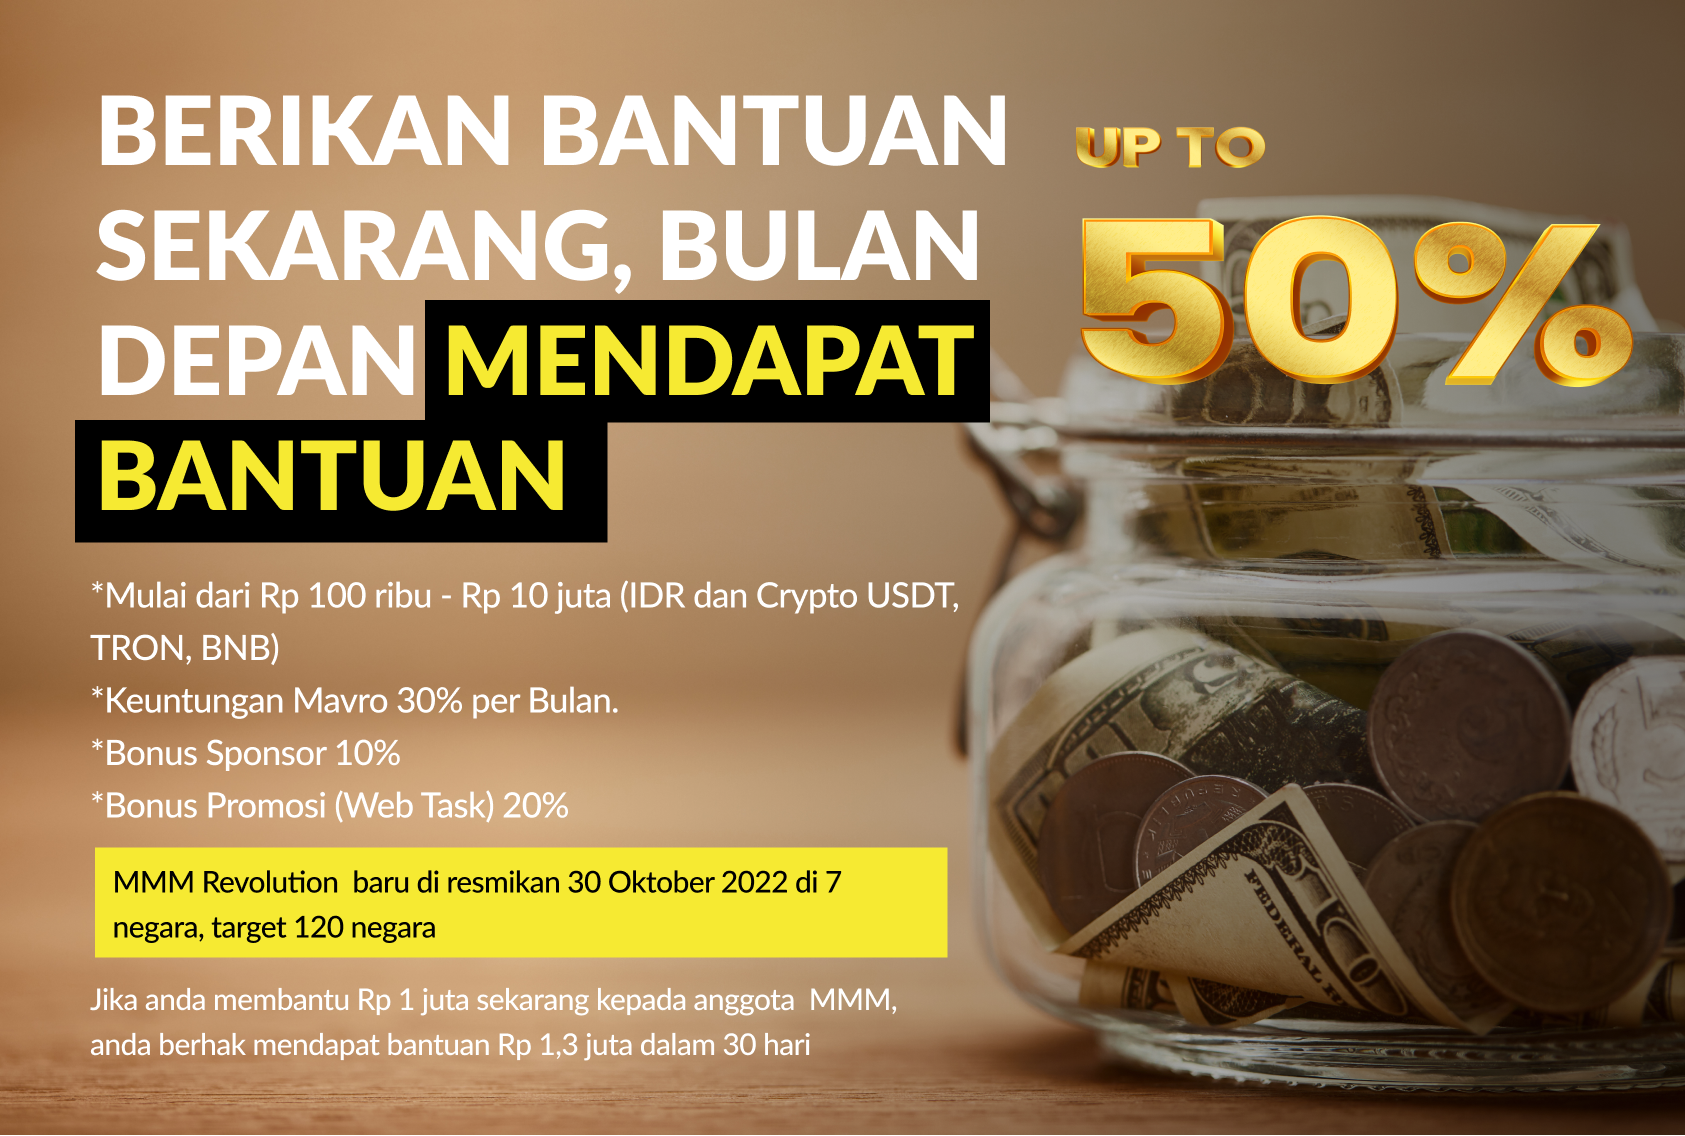 BERIKAN BANTUAN
SEKARANG, BULAN
DEPAN MENDAPAT
BANTUAN
UP TO
50%
*Mulai dari Rp 100 ribu - Rp 10 juta (IDR dan Crypto USDT,
TRON, BNB)
*Keuntungan Mavro 30% per Bulan.
*Bonus Sponsor 10%
*Bonus Promosi (Web Task) 20%
MMM Revolution  baru di resmikan 30 Oktober 2022 di 7
negara, target 120 negara
Jika anda membantu Rp 1 juta sekarang kepada anggota  MMM,
anda berhak mendapat bantuan Rp 1,3 juta dalam 30 hari
FEDERAL